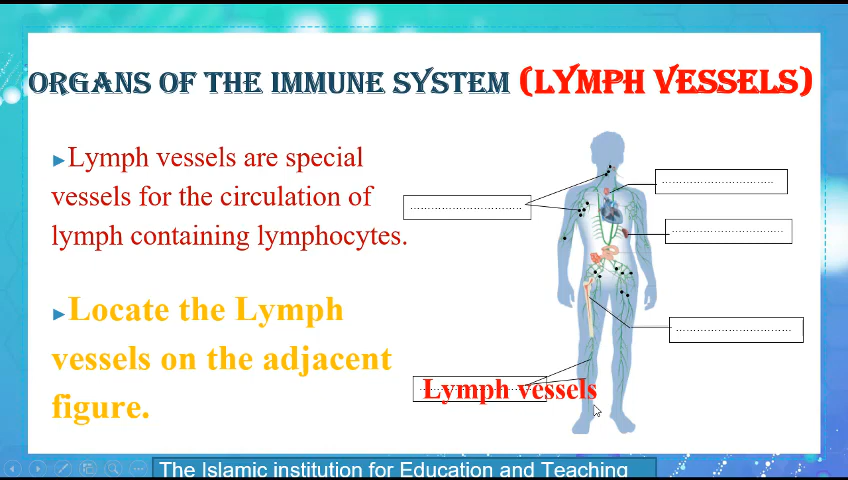 ORGANS OF THE IMMUNE SYSTEM (LYMPH VESSELS)
►Lymph vessels are special
vessels for the circulation of
lymph containing lymphocytes.
►Locate the Lymph
vessels on the adjacent
figure.
Lymph vessels
The Islamic institution for Education and Teaching